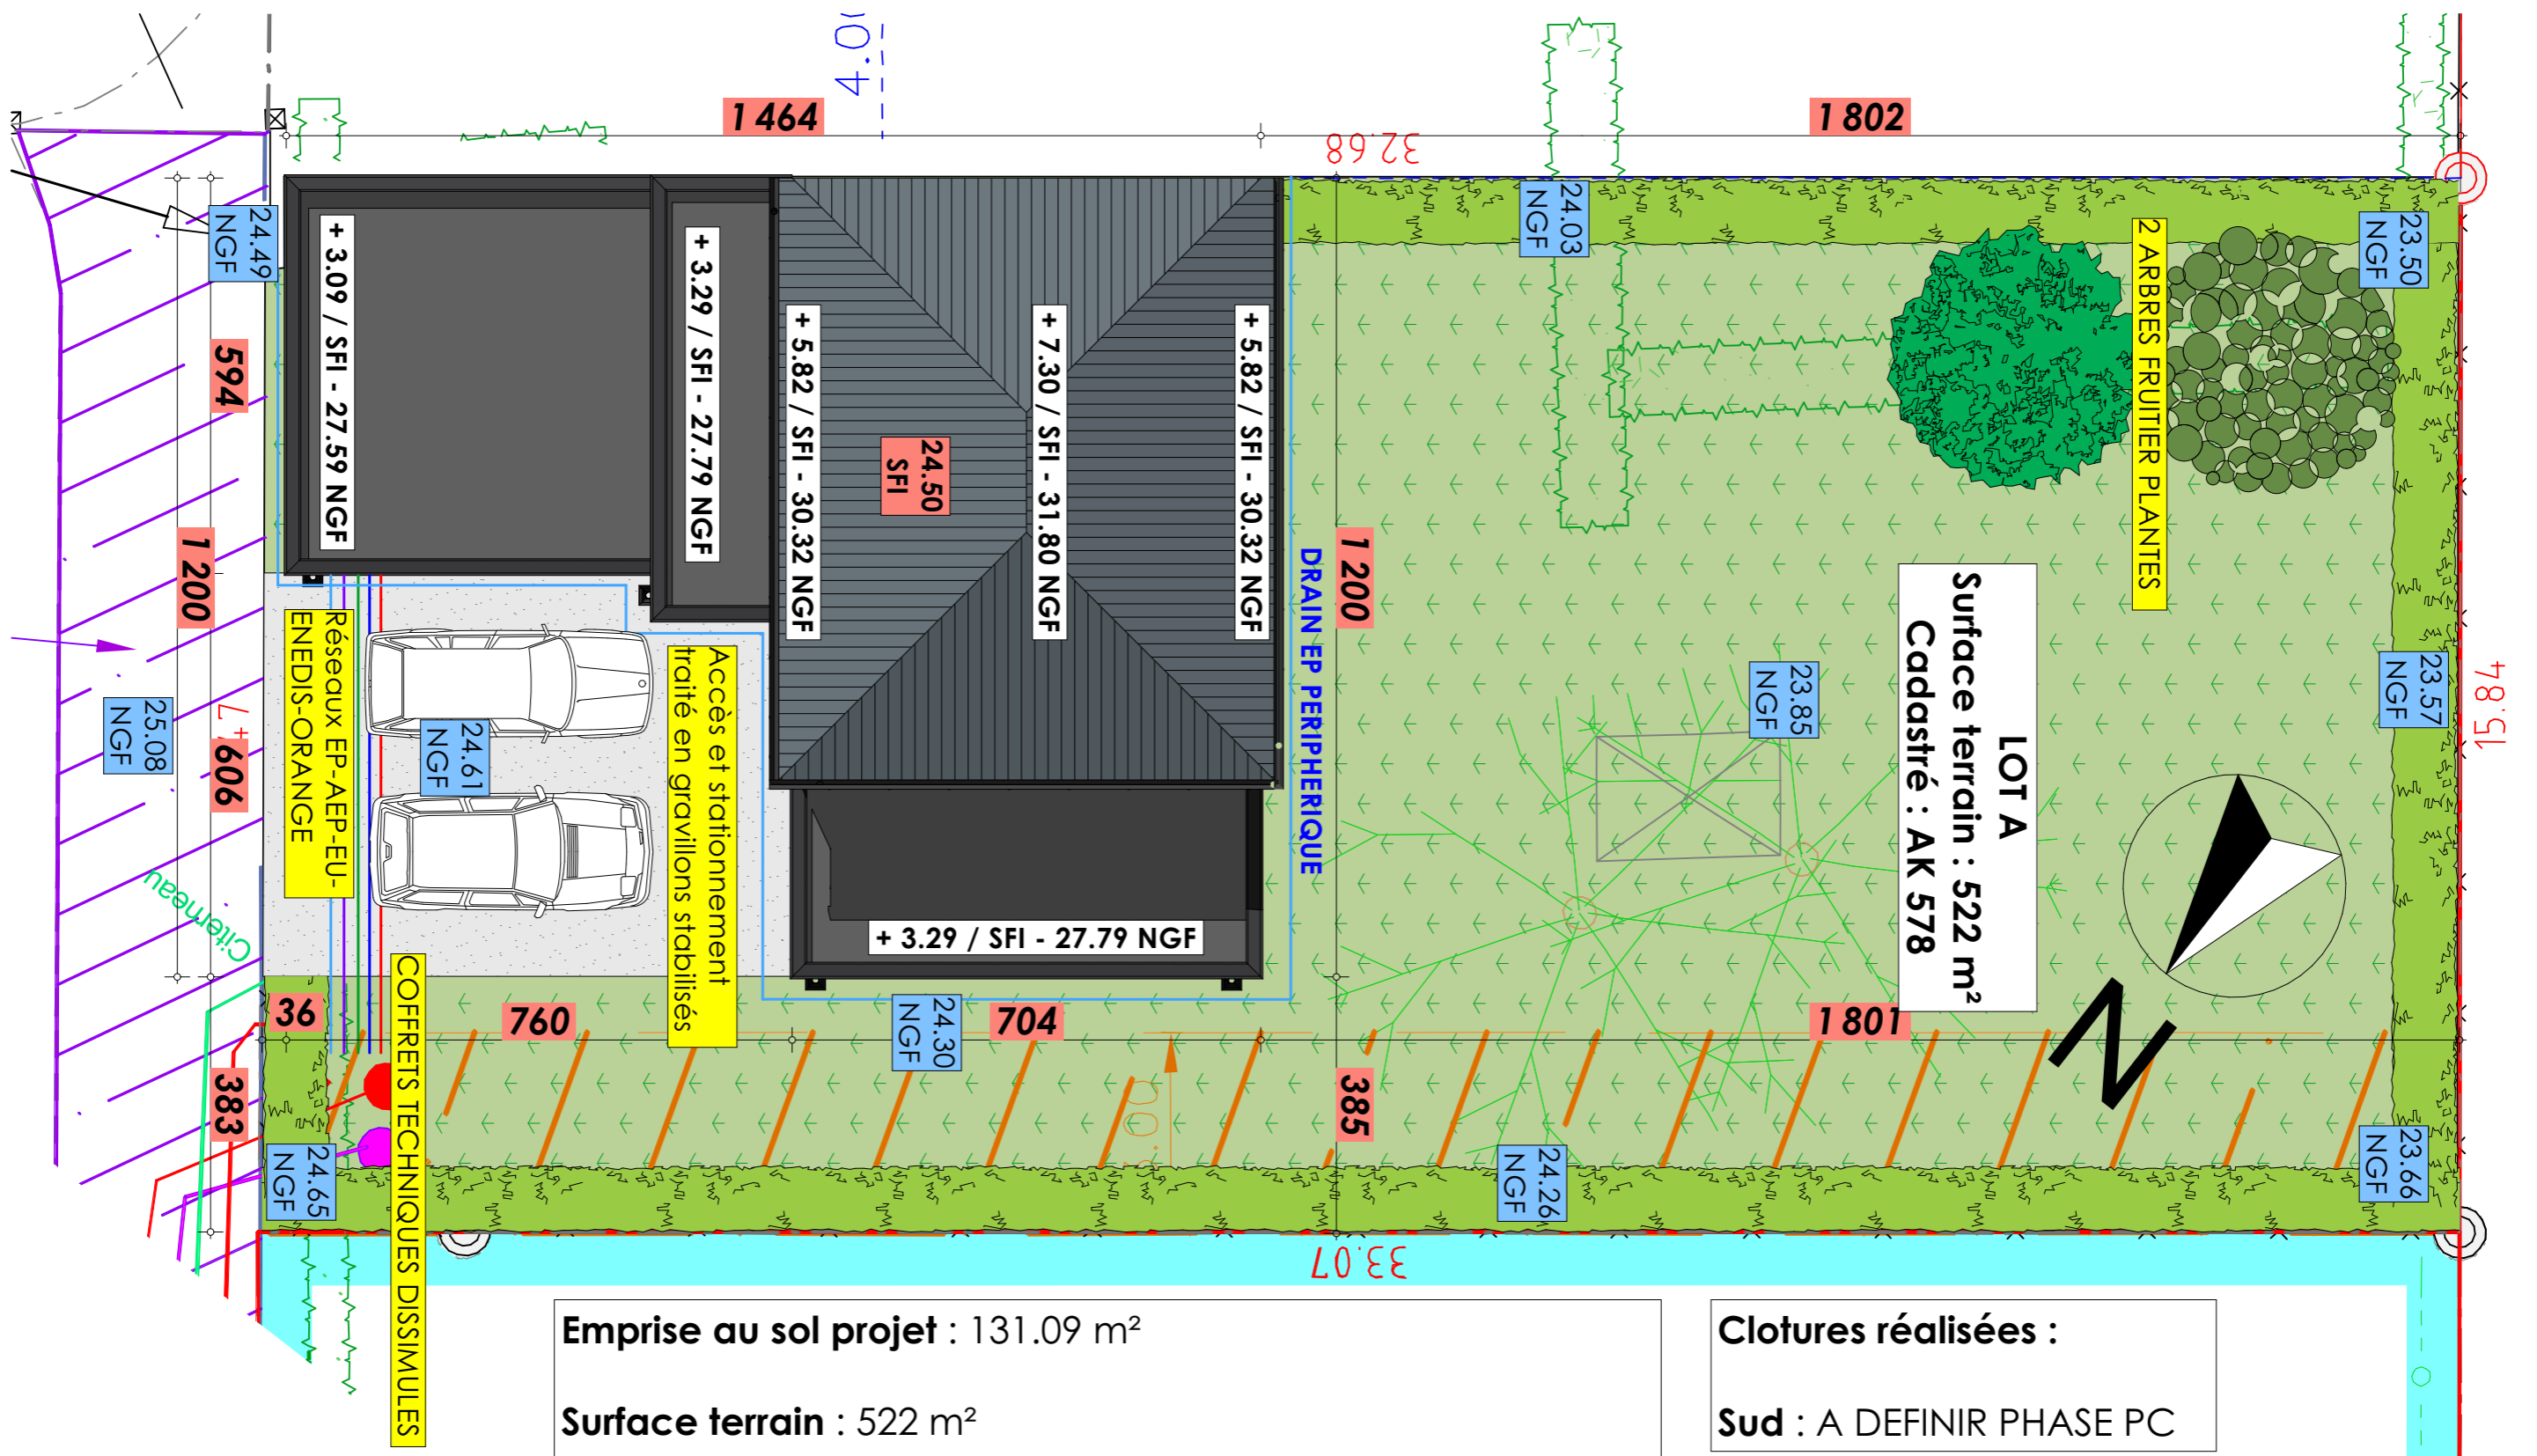 4.0
1 464
1 802
32.68
24.49
NGF
+ 3.09 / SFI - 27.59 NGF
+ 3.29 / SFI - 27.79 NGF
+ 5.82 / SFI - 30.32 NGF
24.50
SFI
+ 7.30 / SFI - 31.80 NGF
+ 5.82 / SFI - 30.32 NGF
24.03
NGF
2 ARBRES FRUITIER PLANTES
23.50
NGF
594
1 200
1 200
DRAIN EP PERIPHERIQUE
LOT A
Surface terrain : 522 m²
Cadastré : AK 578
23.85
NGF
23.57
NGF
15.84
Réseaux EP-AEP-EU-
ENEDIS-ORANGE
24.61
NGF
Accès et stationnement
traité en gravillons stabilisés
25.08
NGF
606
Citerneau
+ 3.29 / SFI - 27.79 NGF
36
760
24.30
NGF
704
1 801
N
383
385
COFFRETS TECHNIQUES DISSIMULES
24.65
NGF
24.26
NGF
23.66
NGF
33.07
Emprise au sol projet : 131.09 m²
Surface terrain : 522 m²
Clotures réalisées :
Sud : A DEFINIR PHASE PC